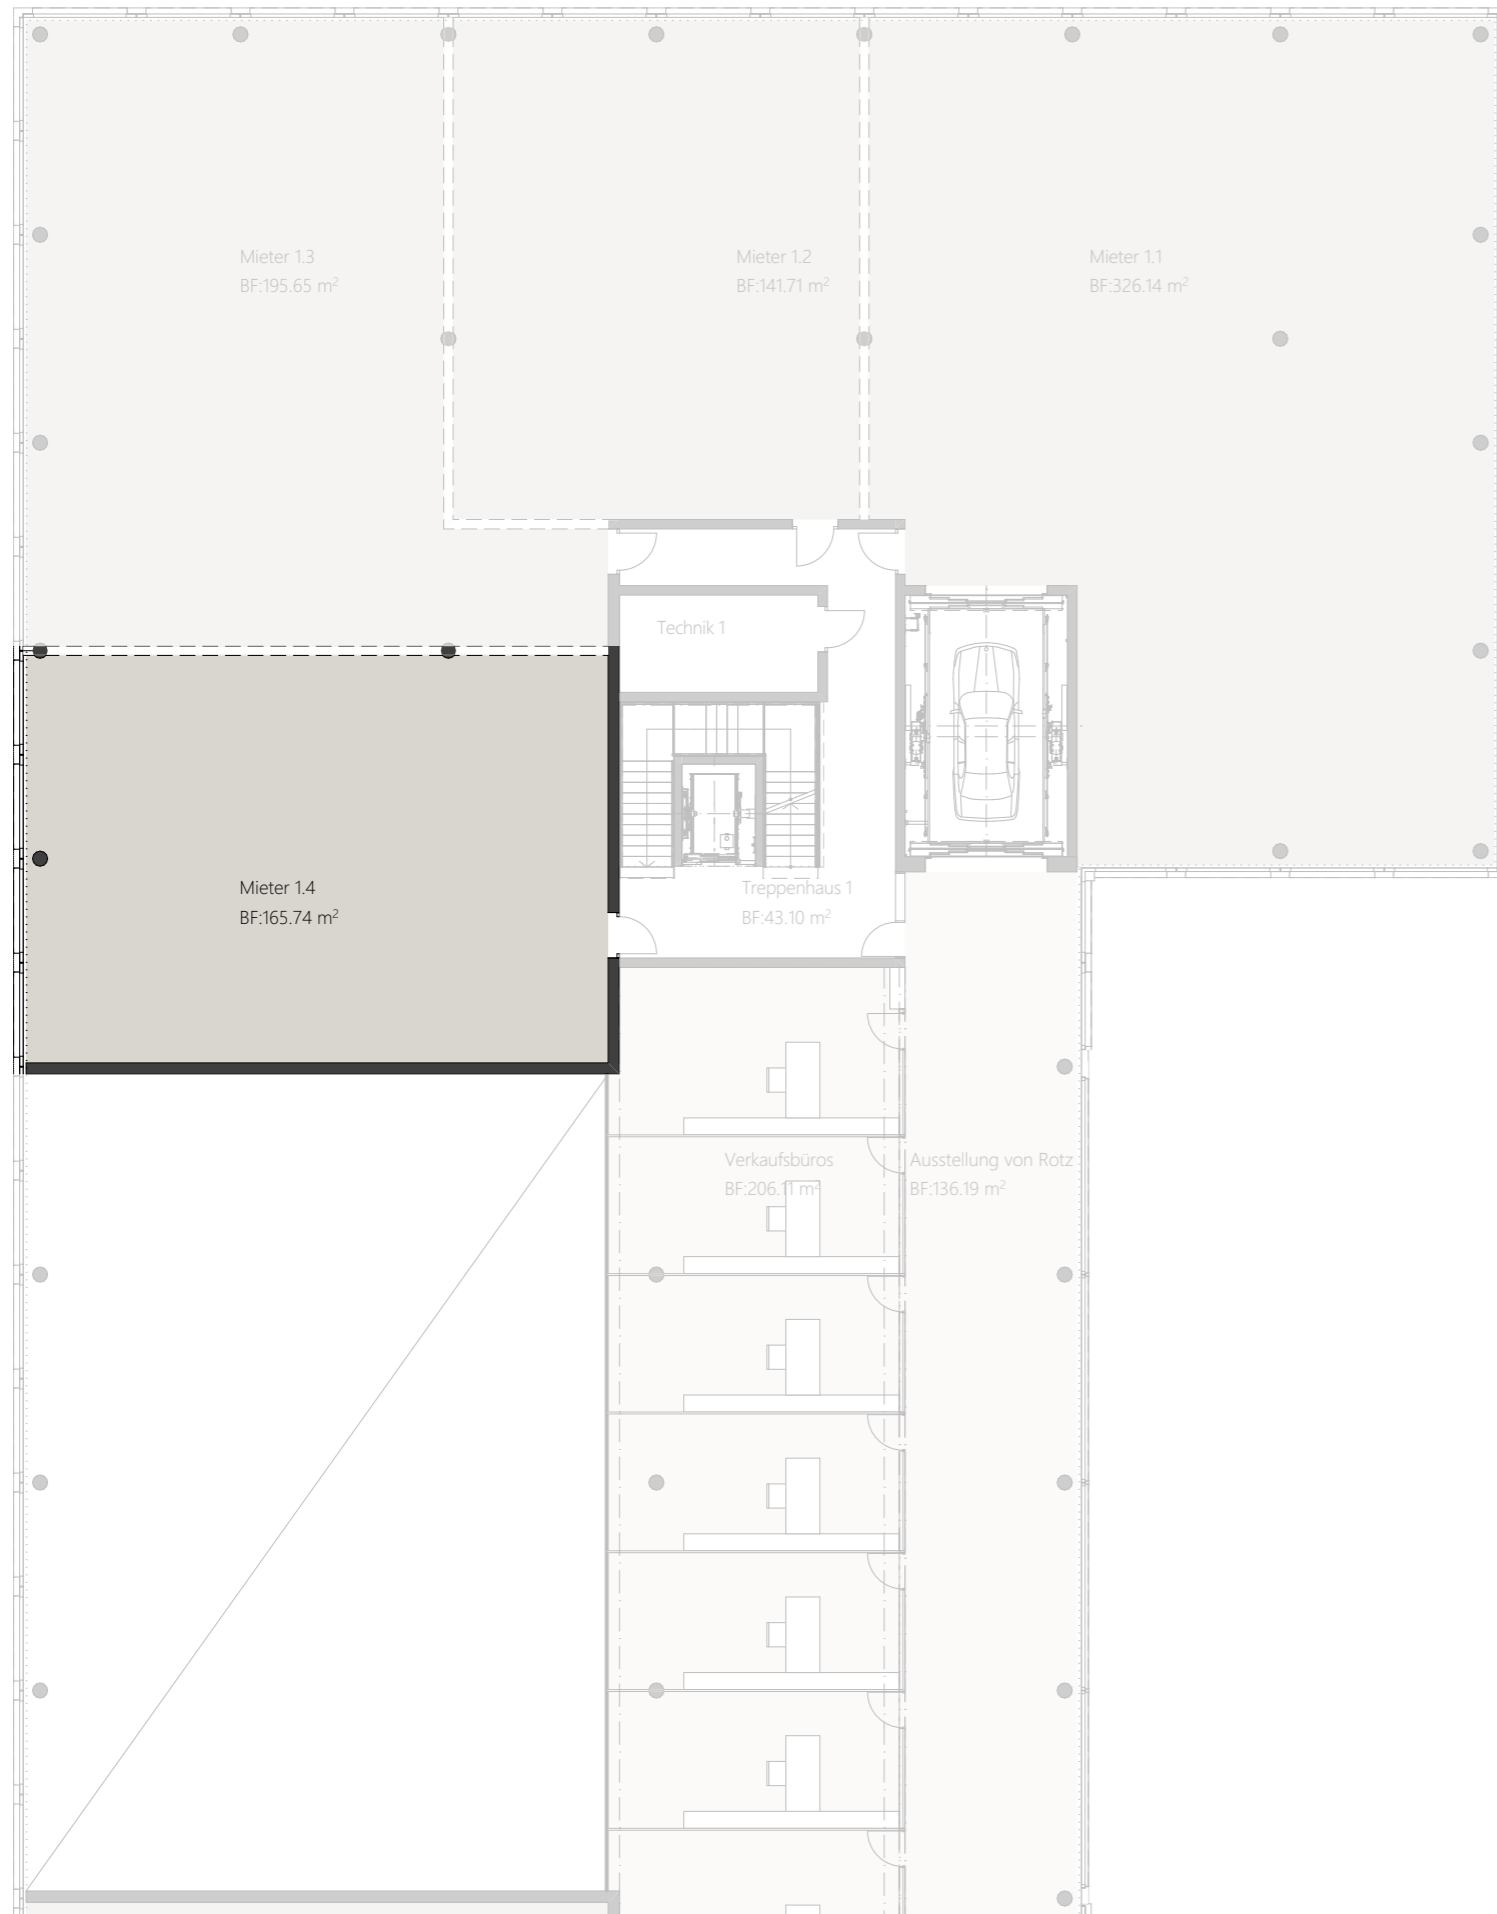 Mieter 1.3
BF:195.65 m²
Mieter 1.2
BF:141.71 m²
Mieter 1.1
BF:326.14 m²
Technik 1
Mieter 1.4
BF:165.74 m²
Treppenhaus 1
BF:43.10 m²
Verkaufsbüros
BF:206.11 m²
Ausstellung von Rotz
BF:136.19 m²